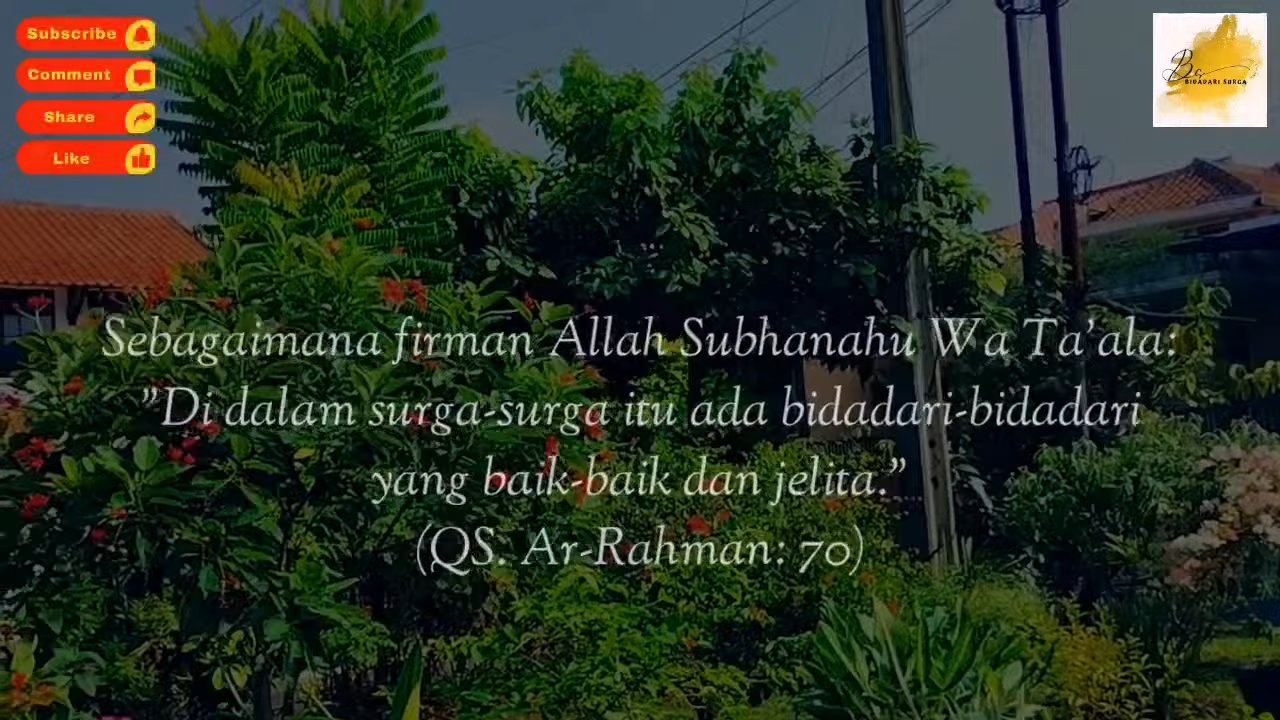 Subscribe
Comment
Share
Like
Bs
BIDADARI SURGA
Sebagaimana firman Allah Subhanahu Wa Ta'ala:
"Di dalam surga-surga itu ada bidadari-bidadari
yang baik-baik dan jelita."
(QS. Ar-Rahman: 70)